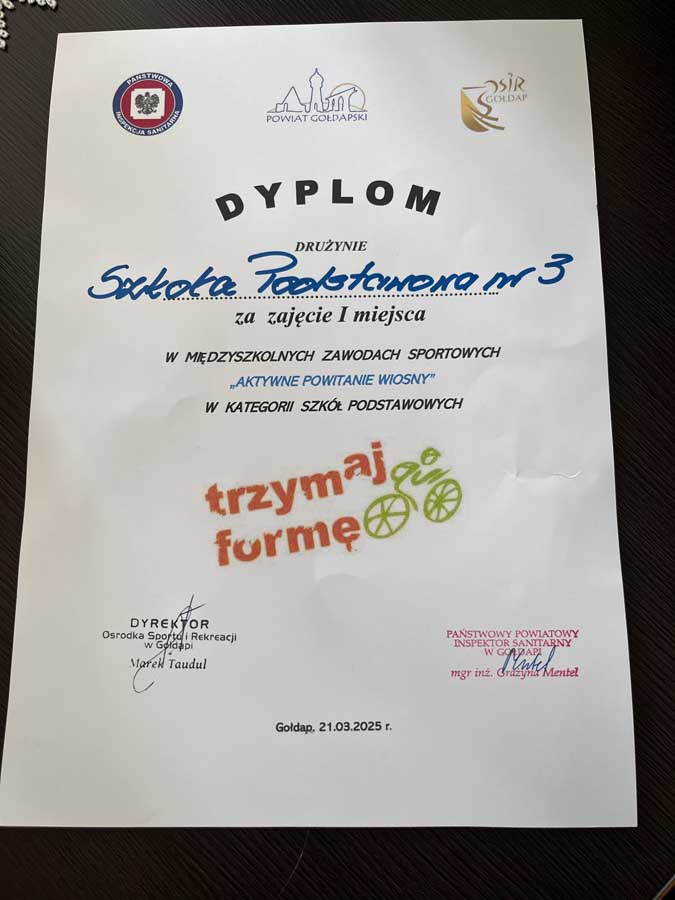 PAŃSTWOWA
INSPEKCJA SANITARNA
POWIAT GOŁDAPSKI
OSiR
GOŁDAP
DYPLOM
DRUŻYNIE
Szkoła Podstawowa nr 3
za zajęcie I miejsca
W MIĘDZYSZKOLNYCH ZAWODACH SPORTOWYCH
„AKTYWNE POWITANIE WIOSNY”
W KATEGORII SZKÓŁ PODSTAWOWYCH
trzymaj
formę
DYREKTOR
Osrodka Sportu i Rekreacji
w Gołdapi
Marek Taudul
PAŃSTWOWY POWIATOWY
INSPEKTOR SANITARNY
W GOŁDAPI
Mentel
mgr inż. Grażyna Mentel
Gołdap, 21.03.2025 r.